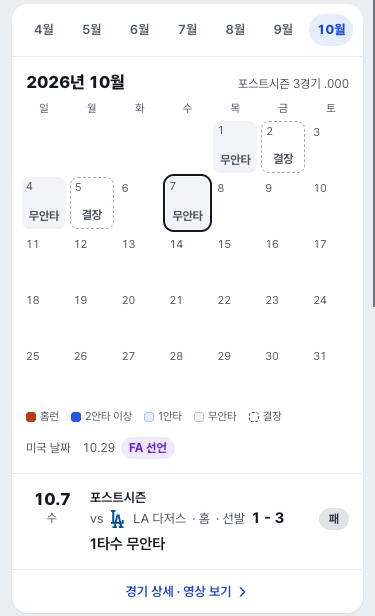 4월 5월 6월 7월 8월 9월 10월
2026년 10월 포스트시즌 3경기 .000
일 월 화 수 목 금 토
1 2 3
무안타 결장
4 5 6 7 8 9 10
무안타 결장 무안타
11 12 13 14 15 16 17
18 19 20 21 22 23 24
25 26 27 28 29 30 31
홈런 2안타 이상 1안타 무안타 결장
미국 날짜 10.29 FA 선언
10.7 포스트시즌
수 vs LA LA 다저스 · 홈 · 선발 1 - 3 패
1타수 무안타
경기 상세 · 영상 보기